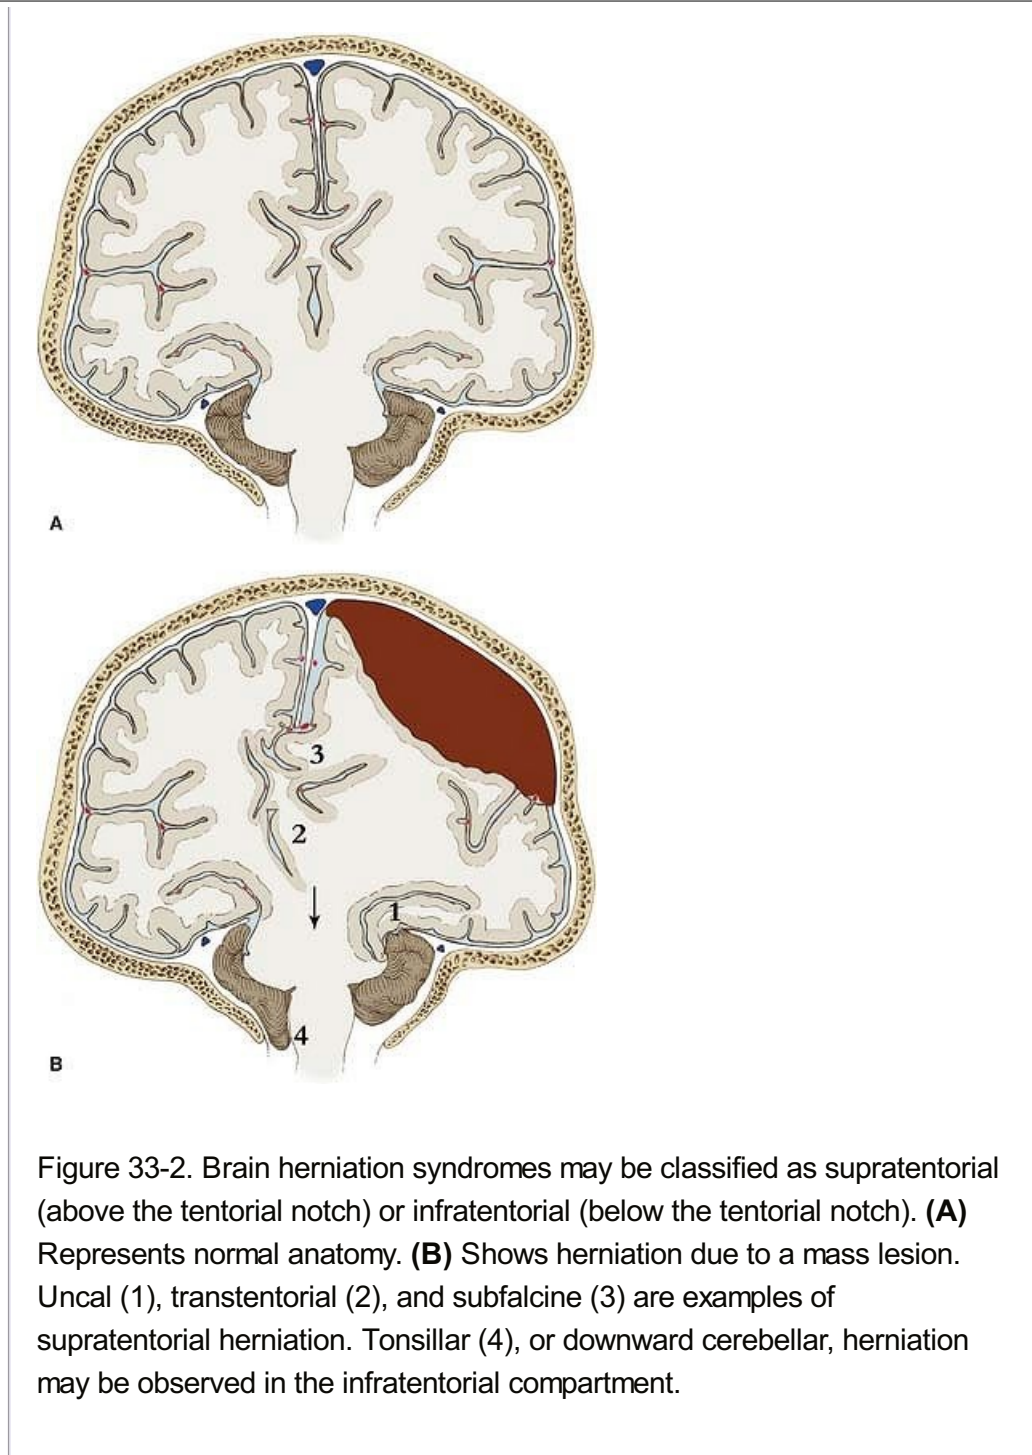 A
3
2
1
4
B
Figure 33-2. Brain herniation syndromes may be classified as supratentorial
(above the tentorial notch) or infratentorial (below the tentorial notch). (A)
Represents normal anatomy. (B) Shows herniation due to a mass lesion.
Uncal (1), transtentorial (2), and subfalcine (3) are examples of
supratentorial herniation. Tonsillar (4), or downward cerebellar, herniation
may be observed in the infratentorial compartment.